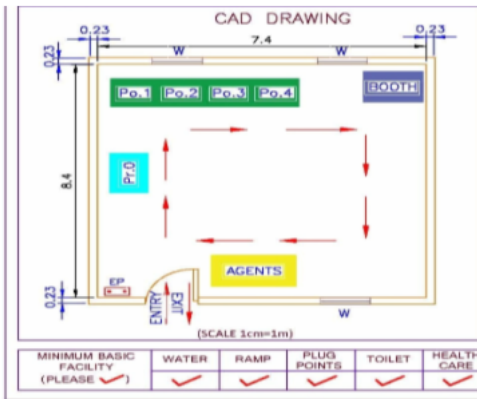 CAD DRAWING
0.23
7.4
0.23
0.23
W
W
Po.1 Po.2 Po.3 Po.4
BOOTH
8.4
Pr.0
AGENTS
EP
0.23
ENTRY
EXIT
W
(SCALE 1cm=1m)
MINIMUM BASIC
FACILITY
(PLEASE ✓)
WATER
RAMP
PLUG
POINTS
TOILET
HEALTH
CARE